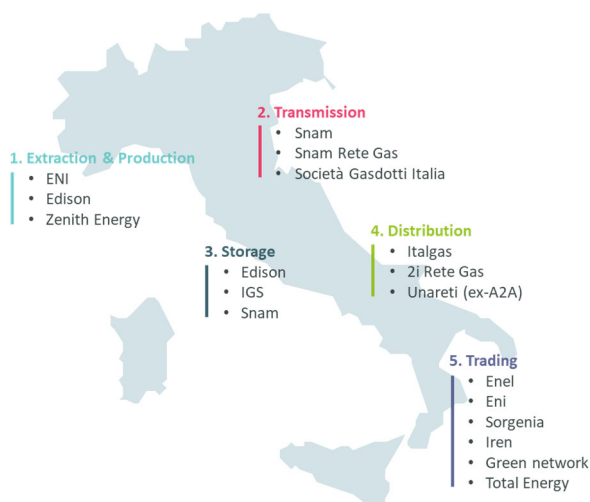 2. Transmission
• Snam
• Snam Rete Gas
• Società Gasdotti Italia
1. Extraction & Production
• ENI
• Edison
• Zenith Energy
4. Distribution
• Italgas
• 2i Rete Gas
• Unareti (ex-A2A)
3. Storage
• Edison
• IGS
• Snam
5. Trading
• Enel
• Eni
• Sorgenia
• Iren
• Green network
• Total Energy